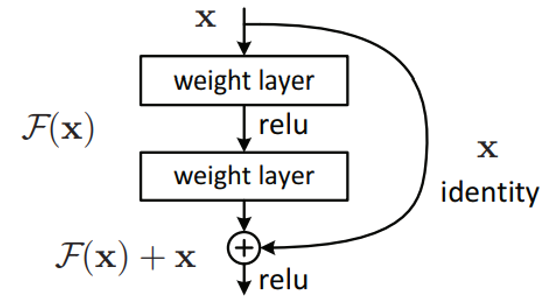 x
weight layer
F(x)
relu
x
weight layer
identity
F(x) + x
relu